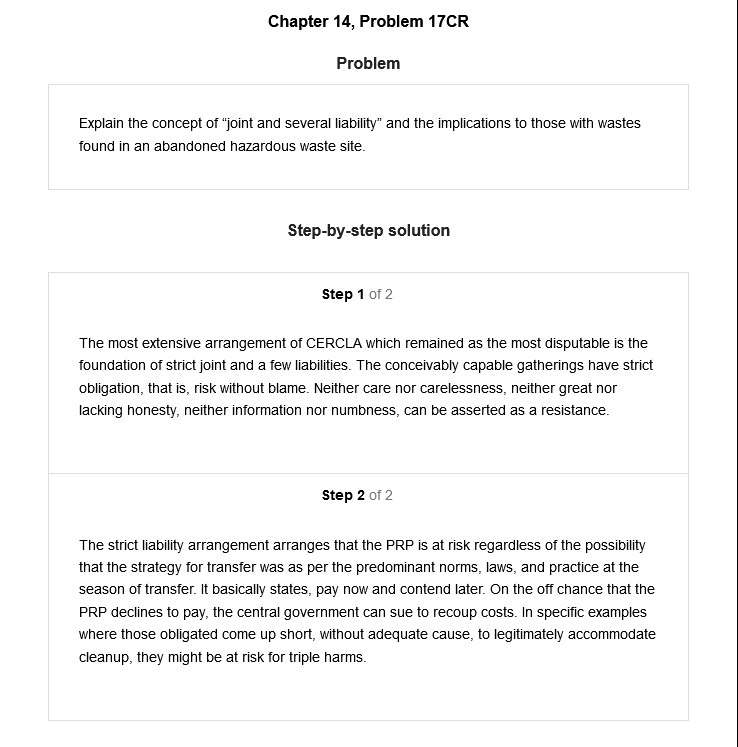 Chapter 14, Problem 17CR
Problem
Explain the concept of “joint and several liability” and the implications to those with wastes
found in an abandoned hazardous waste site.
Step-by-step solution
Step 1 of 2
The most extensive arrangement of CERCLA which remained as the most disputable is the
foundation of strict joint and a few liabilities. The conceivably capable gatherings have strict
obligation, that is, risk without blame. Neither care nor carelessness, neither great nor
lacking honesty, neither information nor numbness, can be asserted as a resistance.
Step 2 of 2
The strict liability arrangement arranges that the PRP is at risk regardless of the possibility
that the strategy for transfer was as per the predominant norms, laws, and practice at the
season of transfer. It basically states, pay now and contend later. On the off chance that the
PRP declines to pay, the central government can sue to recoup costs. In specific examples
where those obligated come up short, without adequate cause, to legitimately accommodate
cleanup, they might be at risk for triple harms.